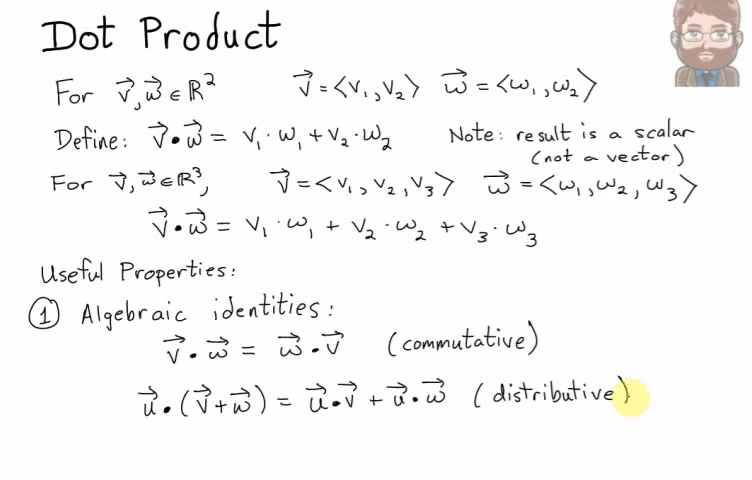 Dot Product
For v⃗, w⃗ ∈ ℝ² v⃗ = <v₁, v₂> w⃗ = <w₁, w₂>
Define: v⃗ • w⃗ = v₁ · w₁ + v₂ · w₂ Note: result is a scalar
(not a vector)
For v⃗, w⃗ ∈ ℝ³, v⃗ = <v₁, v₂, v₃> w⃗ = <w₁, w₂, w₃>
v⃗ • w⃗ = v₁ · w₁ + v₂ · w₂ + v₃ · w₃
Useful Properties:
① Algebraic identities:
v⃗ • w⃗ = w⃗ • v⃗ (commutative)
u⃗ • (v⃗ + w⃗) = u⃗ • v⃗ + u⃗ • w⃗ (distributive)